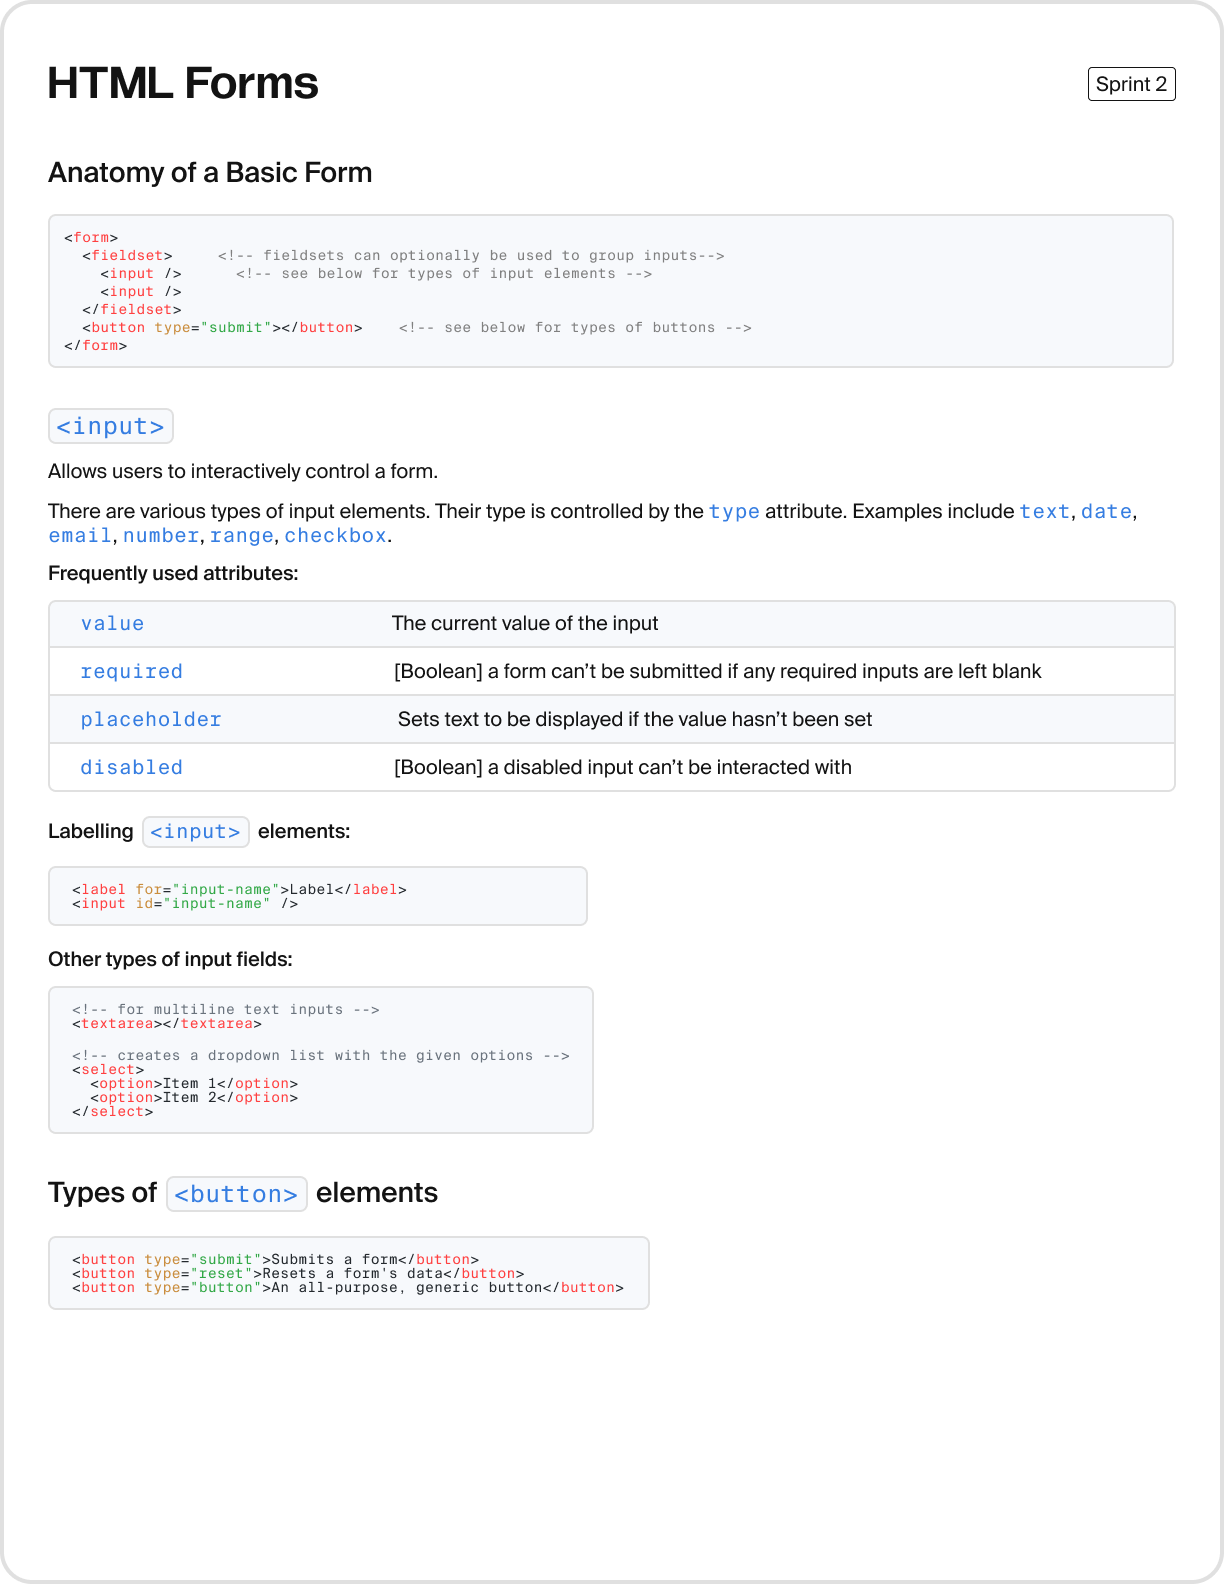 HTML Forms
Sprint 2
Anatomy of a Basic Form
<form>
  <fieldset>     <!-- fieldsets can optionally be used to group inputs-->
    <input />      <!-- see below for types of input elements -->
    <input />
  </fieldset>
  <button type="submit"></button>    <!-- see below for types of buttons -->
</form>
<input>
Allows users to interactively control a form.
There are various types of input elements. Their type is controlled by the type attribute. Examples include text, date,
email, number, range, checkbox.
Frequently used attributes:
value The current value of the input
required [Boolean] a form can’t be submitted if any required inputs are left blank
placeholder Sets text to be displayed if the value hasn’t been set
disabled [Boolean] a disabled input can’t be interacted with
Labelling <input> elements:
<label for="input-name">Label</label>
<input id="input-name" />
Other types of input fields:
<!-- for multiline text inputs -->
<textarea></textarea>
<!-- creates a dropdown list with the given options -->
<select>
  <option>Item 1</option>
  <option>Item 2</option>
</select>
Types of <button> elements
<button type="submit">Submits a form</button>
<button type="reset">Resets a form's data</button>
<button type="button">An all-purpose, generic button</button>